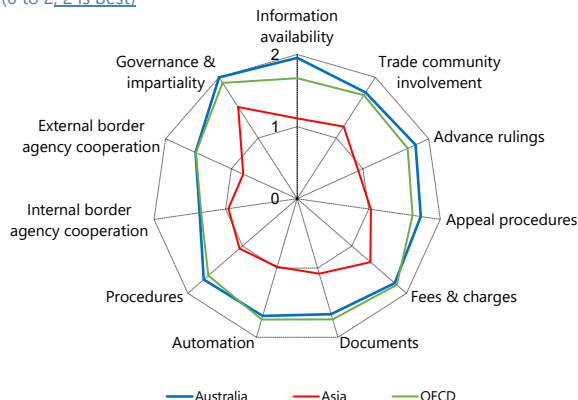 (0 to 2, 2 is best)
Information
availability
Governance &
impartiality
2
Trade community
involvement
External border
agency cooperation
1
Advance rulings
Internal border
agency cooperation
0
Appeal procedures
Procedures
Fees & charges
Automation
Documents
Australia
Asia
OECD